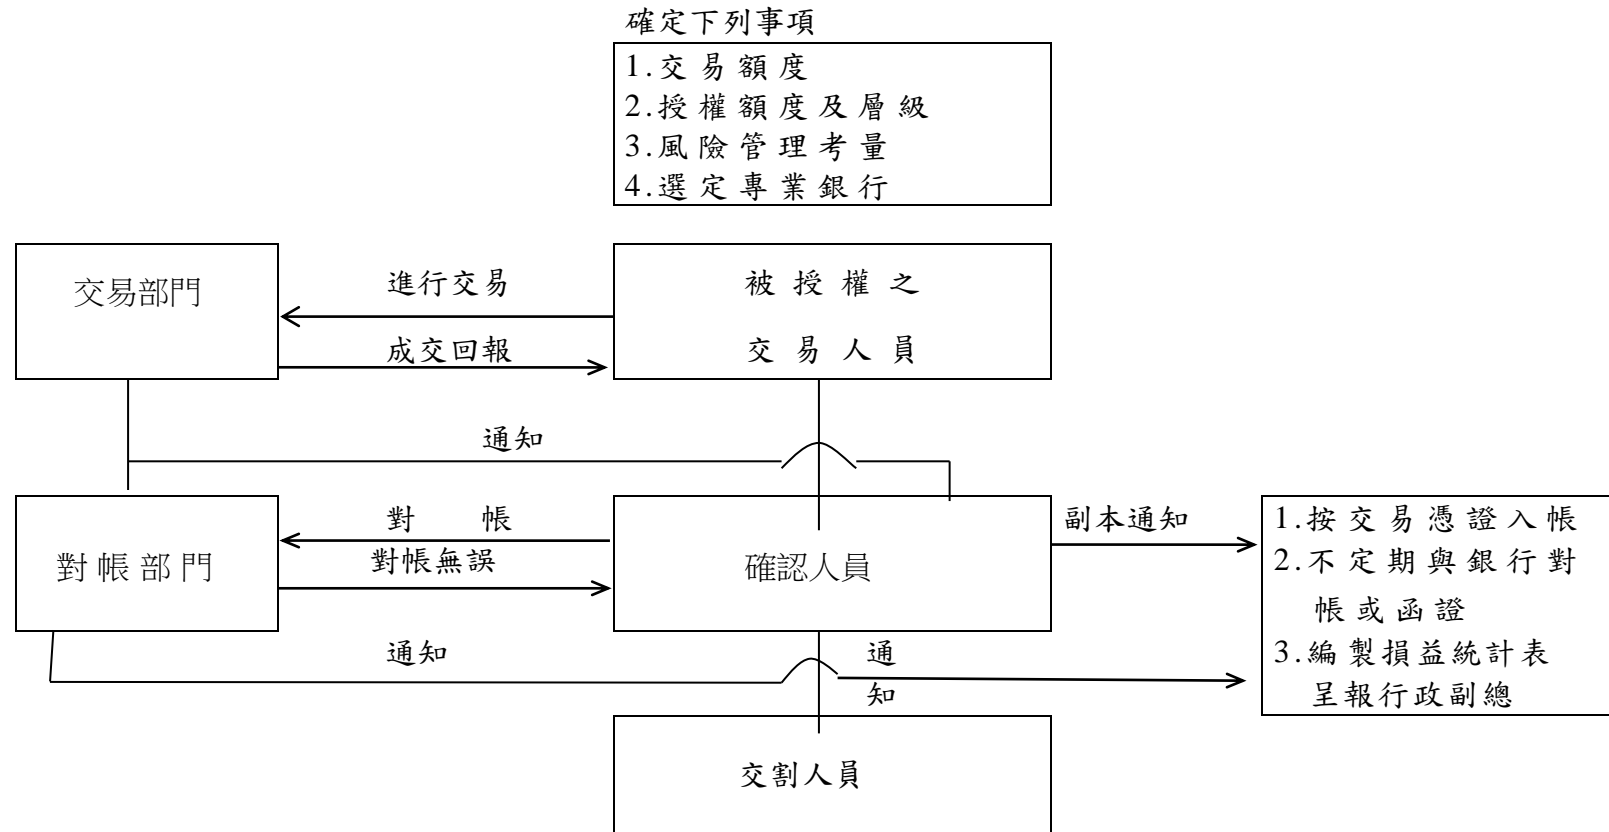 確定下列事項
1.交易額度
2.授權額度及層級
3.風險管理考量
4.選定專業銀行
交易部門
進行交易
成交回報
被授權之
交易人員
通知
對帳部門
對 帳
對帳無誤
確認人員
副本通知
1.按交易憑證入帳
2.不定期與銀行對
帳或函證
3.編製損益統計表
呈報行政副總
通知
通
知
交割人員